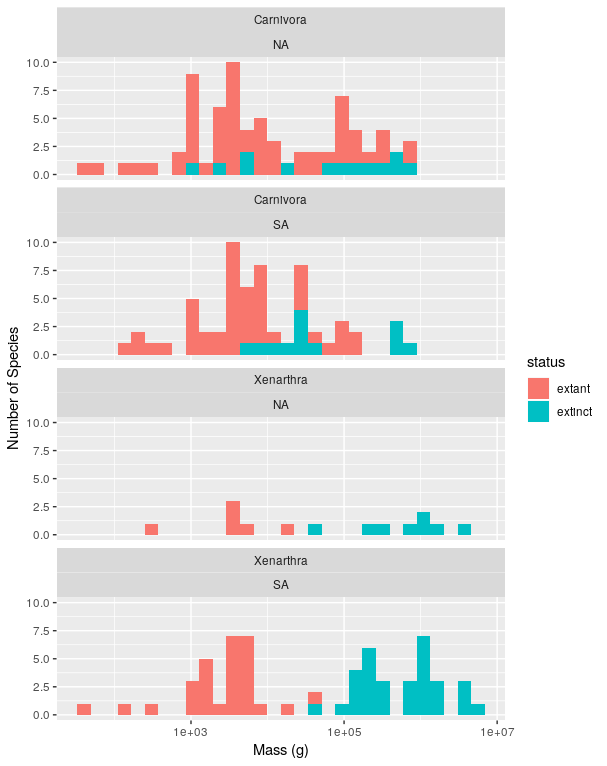 Carnivora
NA
10.0
7.5
5.0
2.5
0.0
Carnivora
SA
10.0
7.5
5.0
2.5
0.0
Xenarthra
NA
10.0
7.5
5.0
2.5
0.0
Xenarthra
SA
10.0
7.5
5.0
2.5
0.0
1e+03 1e+05 1e+07
Mass (g)
Number of Species
status
extant
extinct